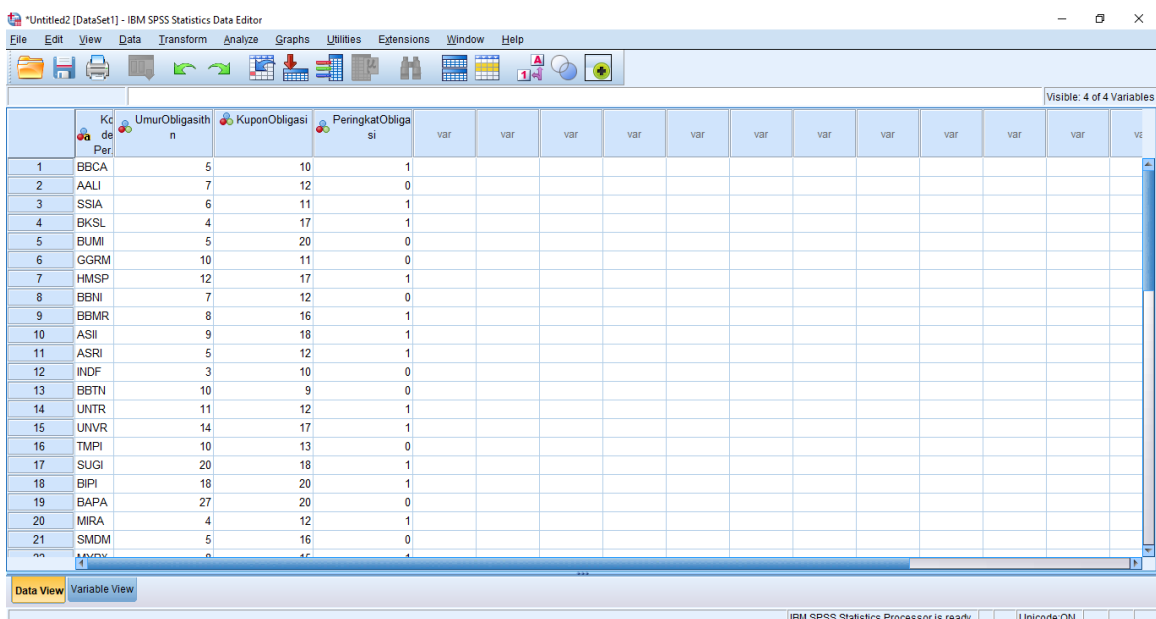 *Untitled2 [DataSet1] - IBM SPSS Statistics Data Editor
File Edit View Data Transform Analyze Graphs Utilities Extensions Window Help
Visible: 4 of 4 Variables
Kode Per. UmurObligasithn KuponObligasi PeringkatObligasi var var var var var var var var var var var va
1 BBCA 5 10 1
2 AALI 7 12 0
3 SSIA 6 11 1
4 BKSL 4 17 1
5 BUMI 5 20 0
6 GGRM 10 11 0
7 HMSP 12 17 1
8 BBNI 7 12 0
9 BBMR 8 16 1
10 ASII 9 18 1
11 ASRI 5 12 1
12 INDF 3 10 0
13 BBTN 10 9 0
14 UNTR 11 12 1
15 UNVR 14 17 1
16 TMPI 10 13 0
17 SUGI 20 18 1
18 BIPI 18 20 1
19 BAPA 27 20 0
20 MIRA 4 12 1
21 SMDM 5 16 0
Data View Variable View
IBM SPSS Statistics Processor is ready Unicode:ON